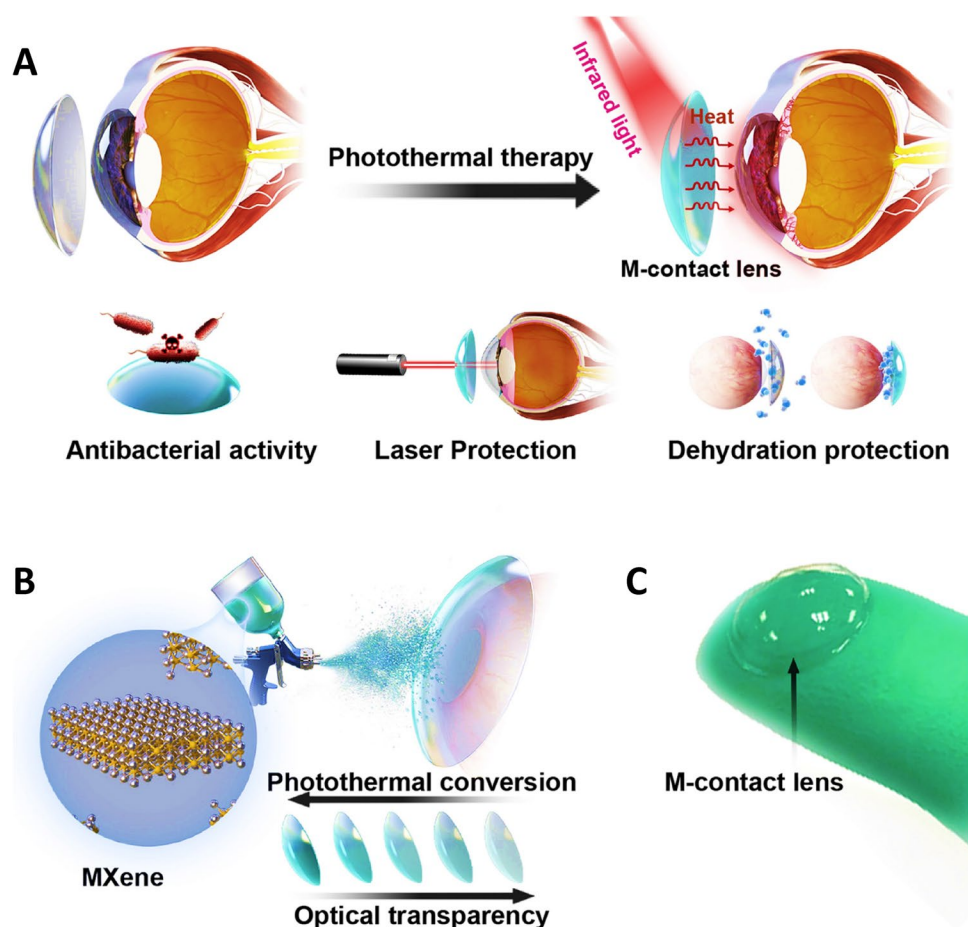 A
Photothermal therapy
Infrared light
Heat
M-contact lens
Antibacterial activity
Laser Protection
Dehydration protection
B
MXene
Photothermal conversion
Optical transparency
C
M-contact lens